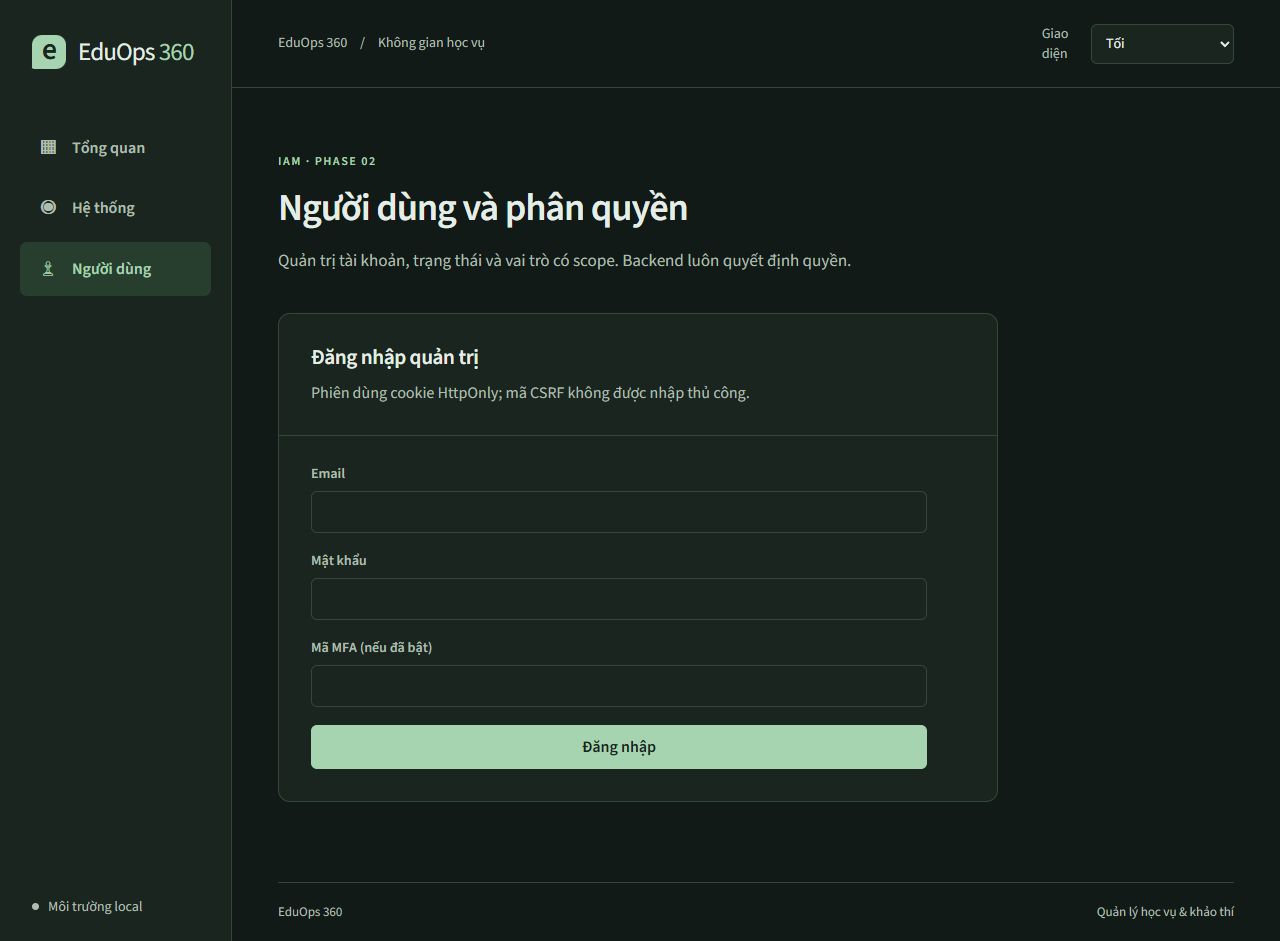 e EduOps 360
Tổng quan
Hệ thống
Người dùng
Môi trường local
EduOps 360 / Không gian học vụ
Giao
diện
Tối
IAM · PHASE 02
Người dùng và phân quyền
Quản trị tài khoản, trạng thái và vai trò có scope. Backend luôn quyết định quyền.
Đăng nhập quản trị
Phiên dùng cookie HttpOnly; mã CSRF không được nhập thủ công.
Email
Mật khẩu
Mã MFA (nếu đã bật)
Đăng nhập
EduOps 360
Quản lý học vụ & khảo thí